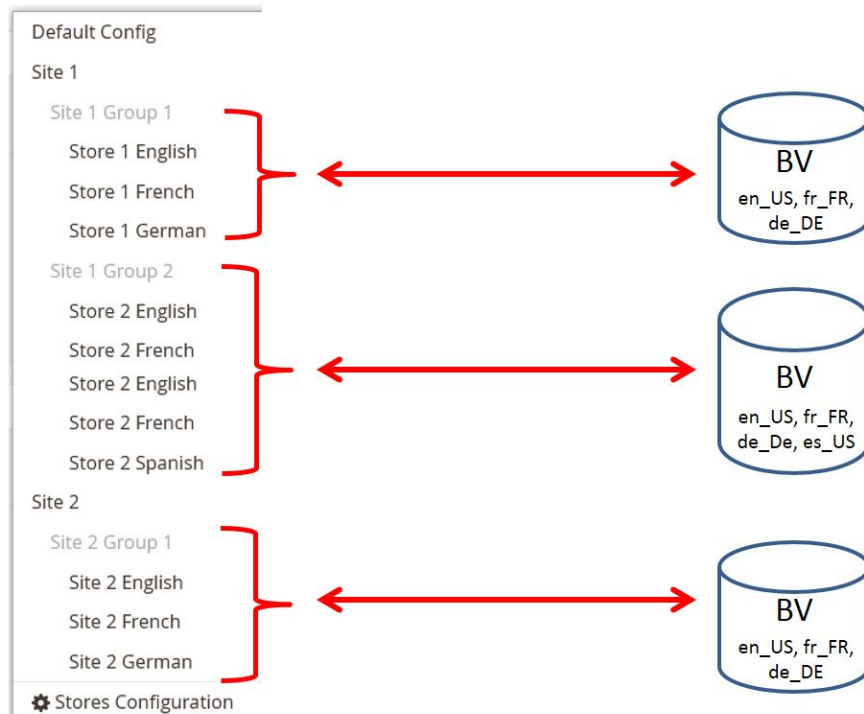 Default Config
Site 1
Site 1 Group 1
Store 1 English
Store 1 French
Store 1 German
Site 1 Group 2
Store 2 English
Store 2 French
Store 2 English
Store 2 French
Store 2 Spanish
Site 2
Site 2 Group 1
Site 2 English
Site 2 French
Site 2 German
Stores Configuration
BV
en_US, fr_FR,
de_DE
BV
en_US, fr_FR,
de_De, es_US
BV
en_US, fr_FR,
de_DE